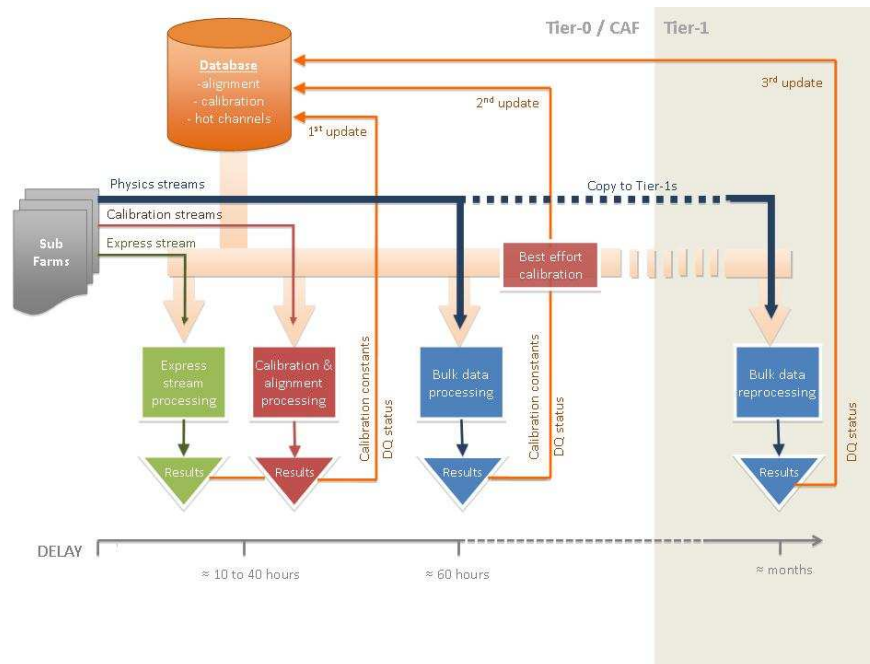 Tier-0 / CAF
Tier-1
Database
-alignment
- calibration
- hot channels
1st update
2nd update
3rd update
Physics streams
Copy to Tier-1s
Calibration streams
Express stream
Sub
Farms
Best effort
calibration
Express
stream
processing
Calibration &
alignment
processing
Calibration constants
DQ status
Bulk data
processing
Calibration constants
DQ status
Bulk data
reprocessing
DQ status
Results
Results
Results
Results
DELAY
≈ 10 to 40 hours
≈ 60 hours
≈ months